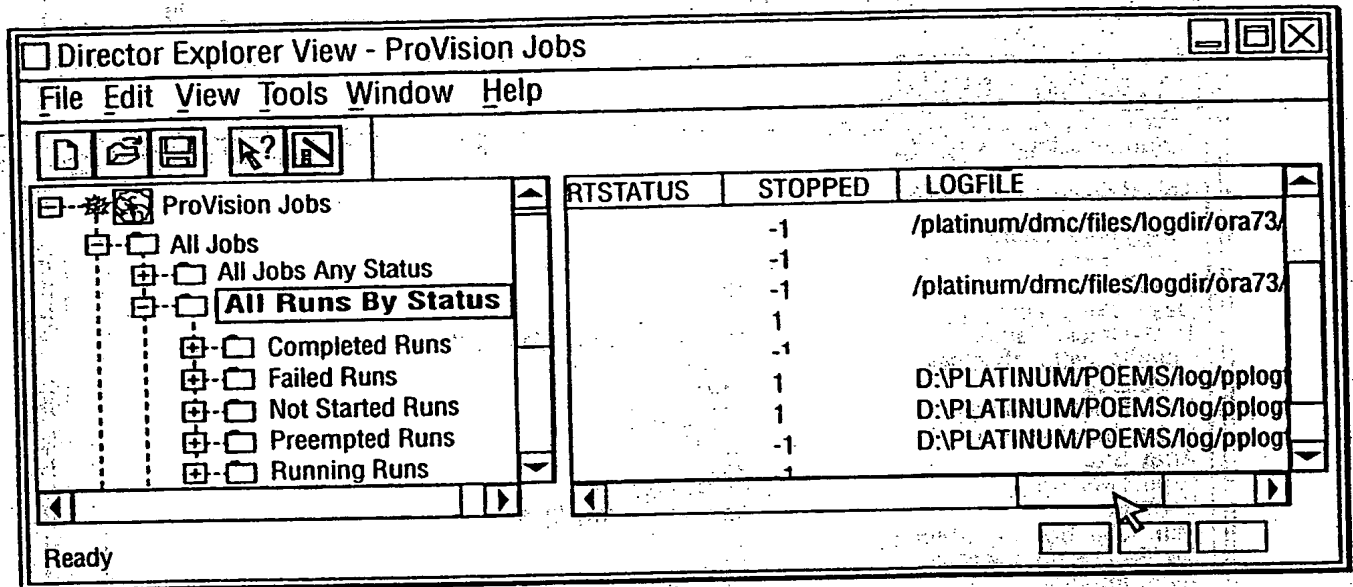 Director Explorer View - ProVision Jobs
File Edit View Tools Window Help
ProVision Jobs
All Jobs
All Jobs Any Status
All Runs By Status
Completed Runs
Failed Runs
Not Started Runs
Preempted Runs
Running Runs
RTSTATUS STOPPED LOGFILE
-1 /platinum/dmc/files/logdir/ora73/
-1
-1 /platinum/dmc/files/logdir/ora73/
1
-1
1 D:\PLATINUM/POEMS/log/pplogf
1 D:\PLATINUM/POEMS/log/pplogf
-1 D:\PLATINUM/POEMS/log/pplogf
Ready